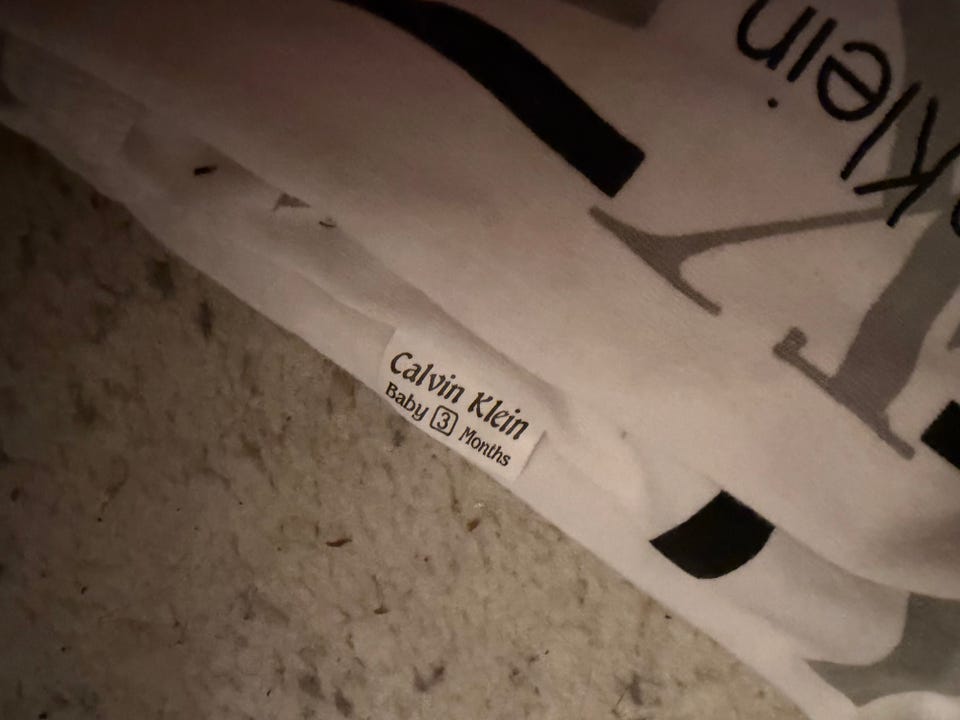 klein
Calvin Klein
Baby 3 Months